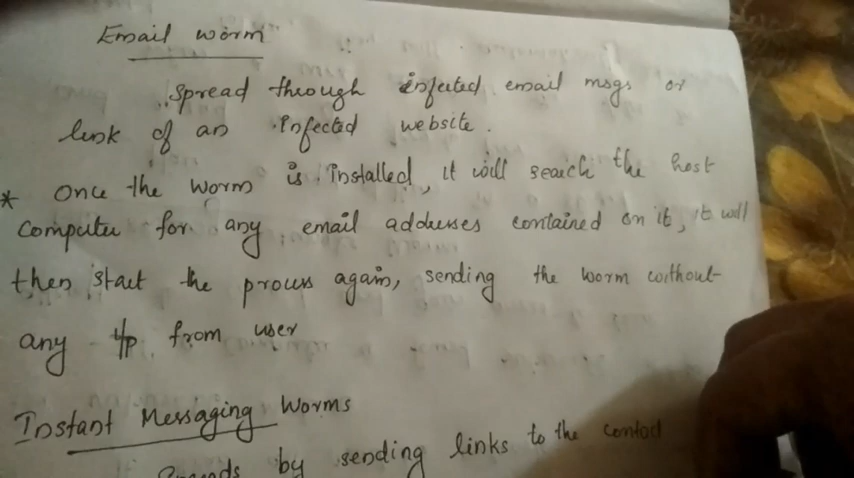 Email worm
Spread through infected email msgs or
link of an infected website.
* Once the worm is installed, it will search the host
computer for any email addresses contained on it, it will
then start the process again, sending the worm without
any i/p from user
Instant Messaging Worms
Spreads by sending links to the contact